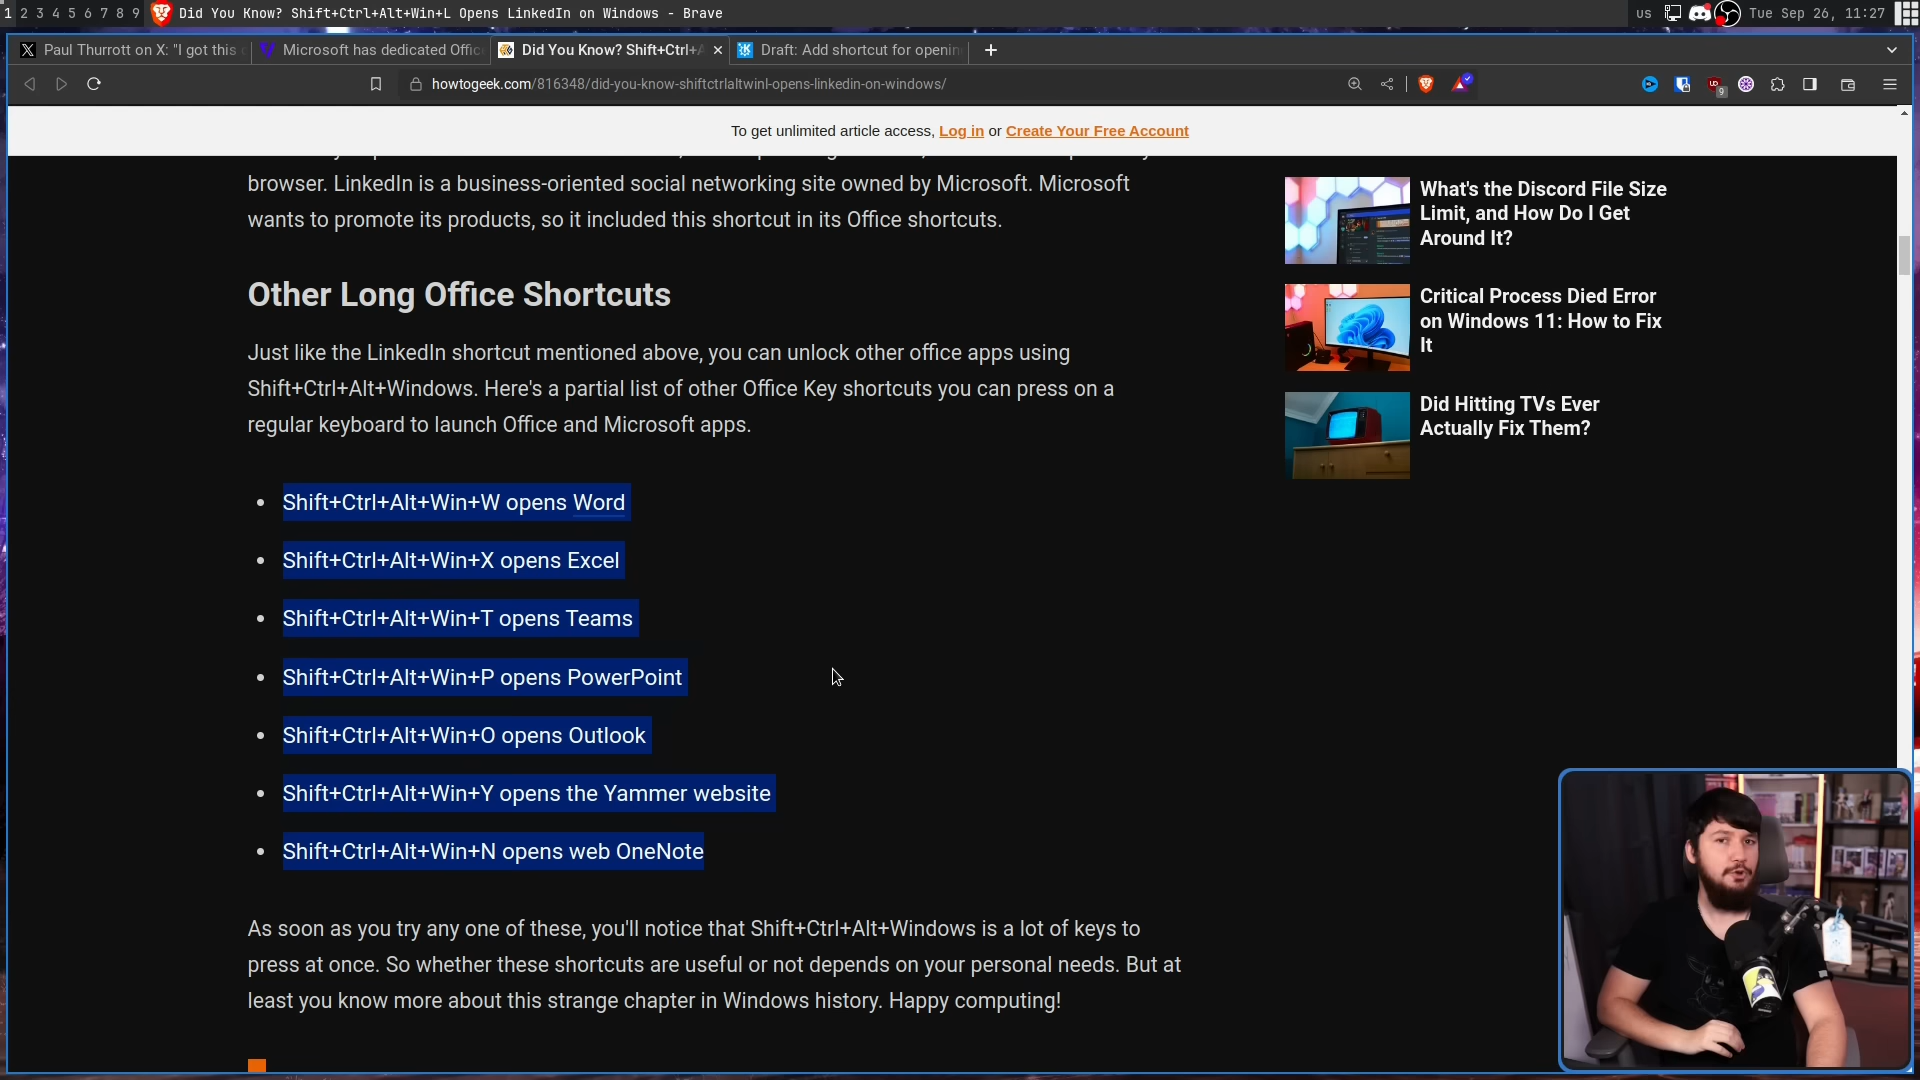 1 2 3 4 5 6 7 8 9 Did You Know? Shift+Ctrl+Alt+Win+L Opens LinkedIn on Windows - Brave us Tue Sep 26, 11:27
Paul Thurrott on X: "I got this Microsoft has dedicated Office Did You Know? Shift+Ctrl+A Draft: Add shortcut for opening
howtogeek.com/816348/did-you-know-shiftctrlaltwinl-opens-linkedin-on-windows/ 9
To get unlimited article access, Log in or Create Your Free Account
browser. LinkedIn is a business-oriented social networking site owned by Microsoft. Microsoft
wants to promote its products, so it included this shortcut in its Office shortcuts.
Other Long Office Shortcuts
Just like the LinkedIn shortcut mentioned above, you can unlock other office apps using
Shift+Ctrl+Alt+Windows. Here's a partial list of other Office Key shortcuts you can press on a
regular keyboard to launch Office and Microsoft apps.
Shift+Ctrl+Alt+Win+W opens Word
Shift+Ctrl+Alt+Win+X opens Excel
Shift+Ctrl+Alt+Win+T opens Teams
Shift+Ctrl+Alt+Win+P opens PowerPoint
Shift+Ctrl+Alt+Win+O opens Outlook
Shift+Ctrl+Alt+Win+Y opens the Yammer website
Shift+Ctrl+Alt+Win+N opens web OneNote
As soon as you try any one of these, you'll notice that Shift+Ctrl+Alt+Windows is a lot of keys to
press at once. So whether these shortcuts are useful or not depends on your personal needs. But at
least you know more about this strange chapter in Windows history. Happy computing!
What's the Discord File Size
Limit, and How Do I Get
Around It?
Critical Process Died Error
on Windows 11: How to Fix
It
Did Hitting TVs Ever
Actually Fix Them?